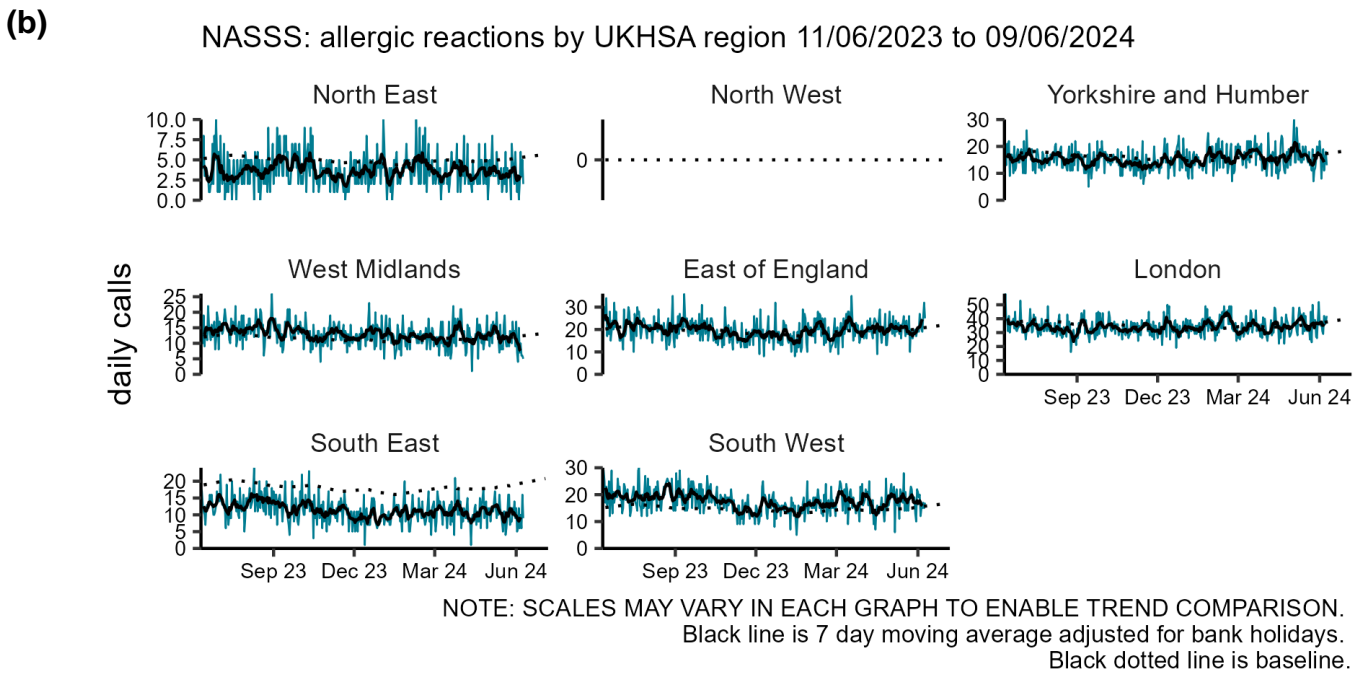 (b)
NASSS: allergic reactions by UKHSA region 11/06/2023 to 09/06/2024
North East
North West
Yorkshire and Humber
10.0
7.5
5.0
2.5
0.0
0
30
20
10
0
daily calls
West Midlands
East of England
London
25
20
15
10
5
0
30
20
10
0
50
40
30
20
10
0
Sep 23 Dec 23 Mar 24 Jun 24
South East
South West
20
15
10
5
0
30
20
10
0
Sep 23 Dec 23 Mar 24 Jun 24
Sep 23 Dec 23 Mar 24 Jun 24
NOTE: SCALES MAY VARY IN EACH GRAPH TO ENABLE TREND COMPARISON.
Black line is 7 day moving average adjusted for bank holidays.
Black dotted line is baseline.